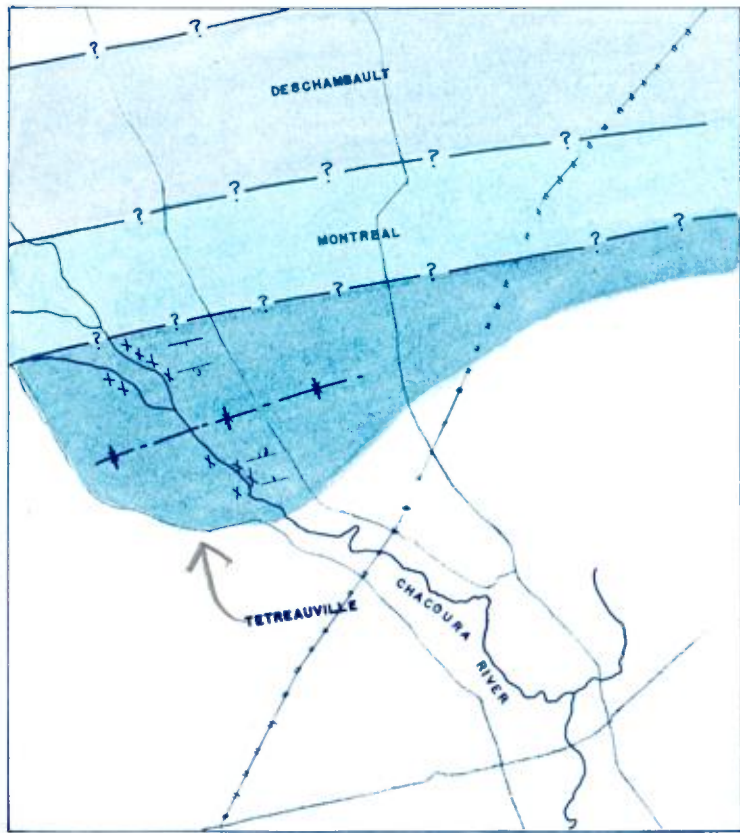 ? ?
DESCHAMBAULT
? ? ? ? ?
MONTREAL
? ? ? ? ? ? ?
TETREAUVILLE
CHACOURA
RIVER